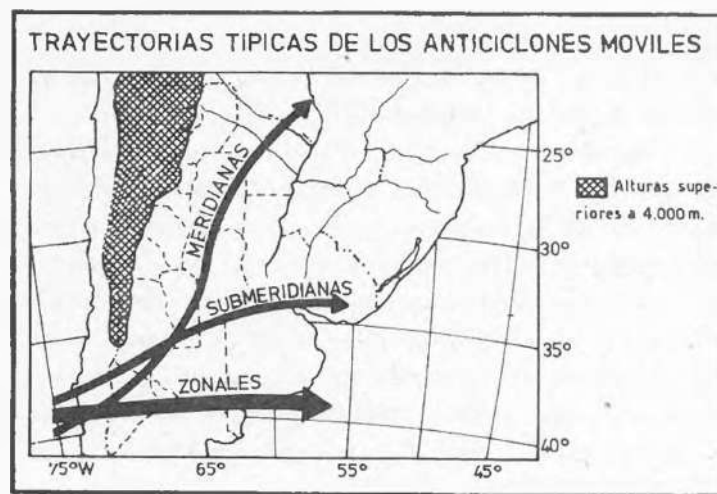 TRAYECTORIAS TIPICAS DE LOS ANTICICLONES MOVILES
MERIDIANAS
SUBMERIDIANAS
ZONALES
25°
30°
35°
40°
Alturas supe-
riores a 4.000 m.
75°W
65°
55°
45°